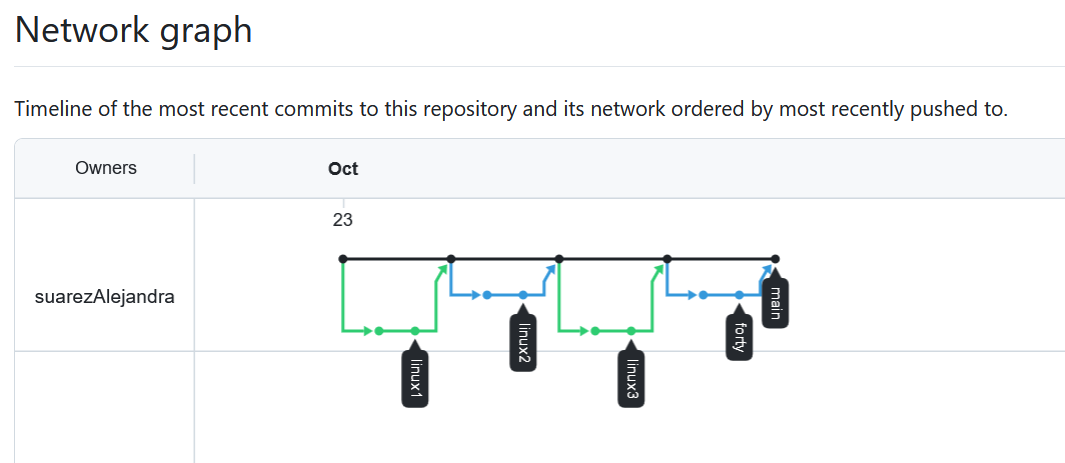 Network graph
Timeline of the most recent commits to this repository and its network ordered by most recently pushed to.
Owners
Oct
23
suarezAlejandra
linux1
linux2
linux3
forty
main